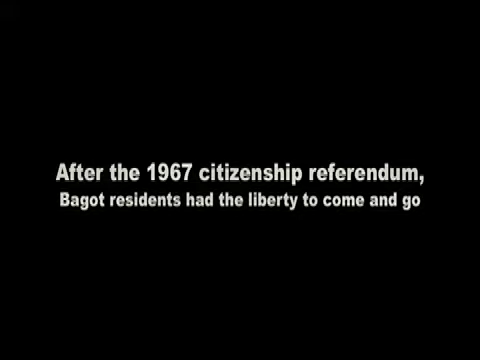 After the 1967 citizenship referendum,
Bagot residents had the liberty to come and go